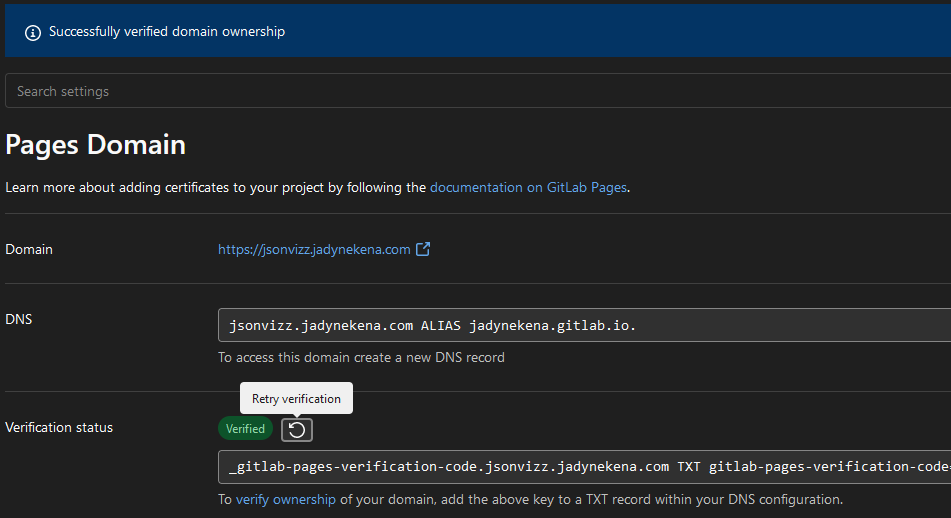 Successfully verified domain ownership
Search settings
Pages Domain
Learn more about adding certificates to your project by following the documentation on GitLab Pages.
Domain
https://jsonvizz.jadynekena.com
DNS
jsonvizz.jadynekena.com ALIAS jadynekena.gitlab.io.
To access this domain create a new DNS record
Retry verification
Verification status
Verified
_gitlab-pages-verification-code.jsonvizz.jadynekena.com TXT gitlab-pages-verification-code
To verify ownership of your domain, add the above key to a TXT record within your DNS configuration.